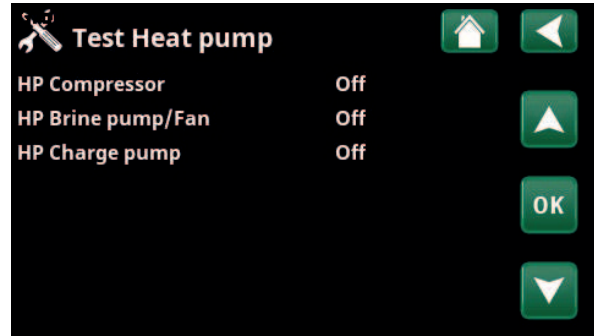 Test Heat pump
HP Compressor Off
HP Brine pump/Fan Off
HP Charge pump Off
OK